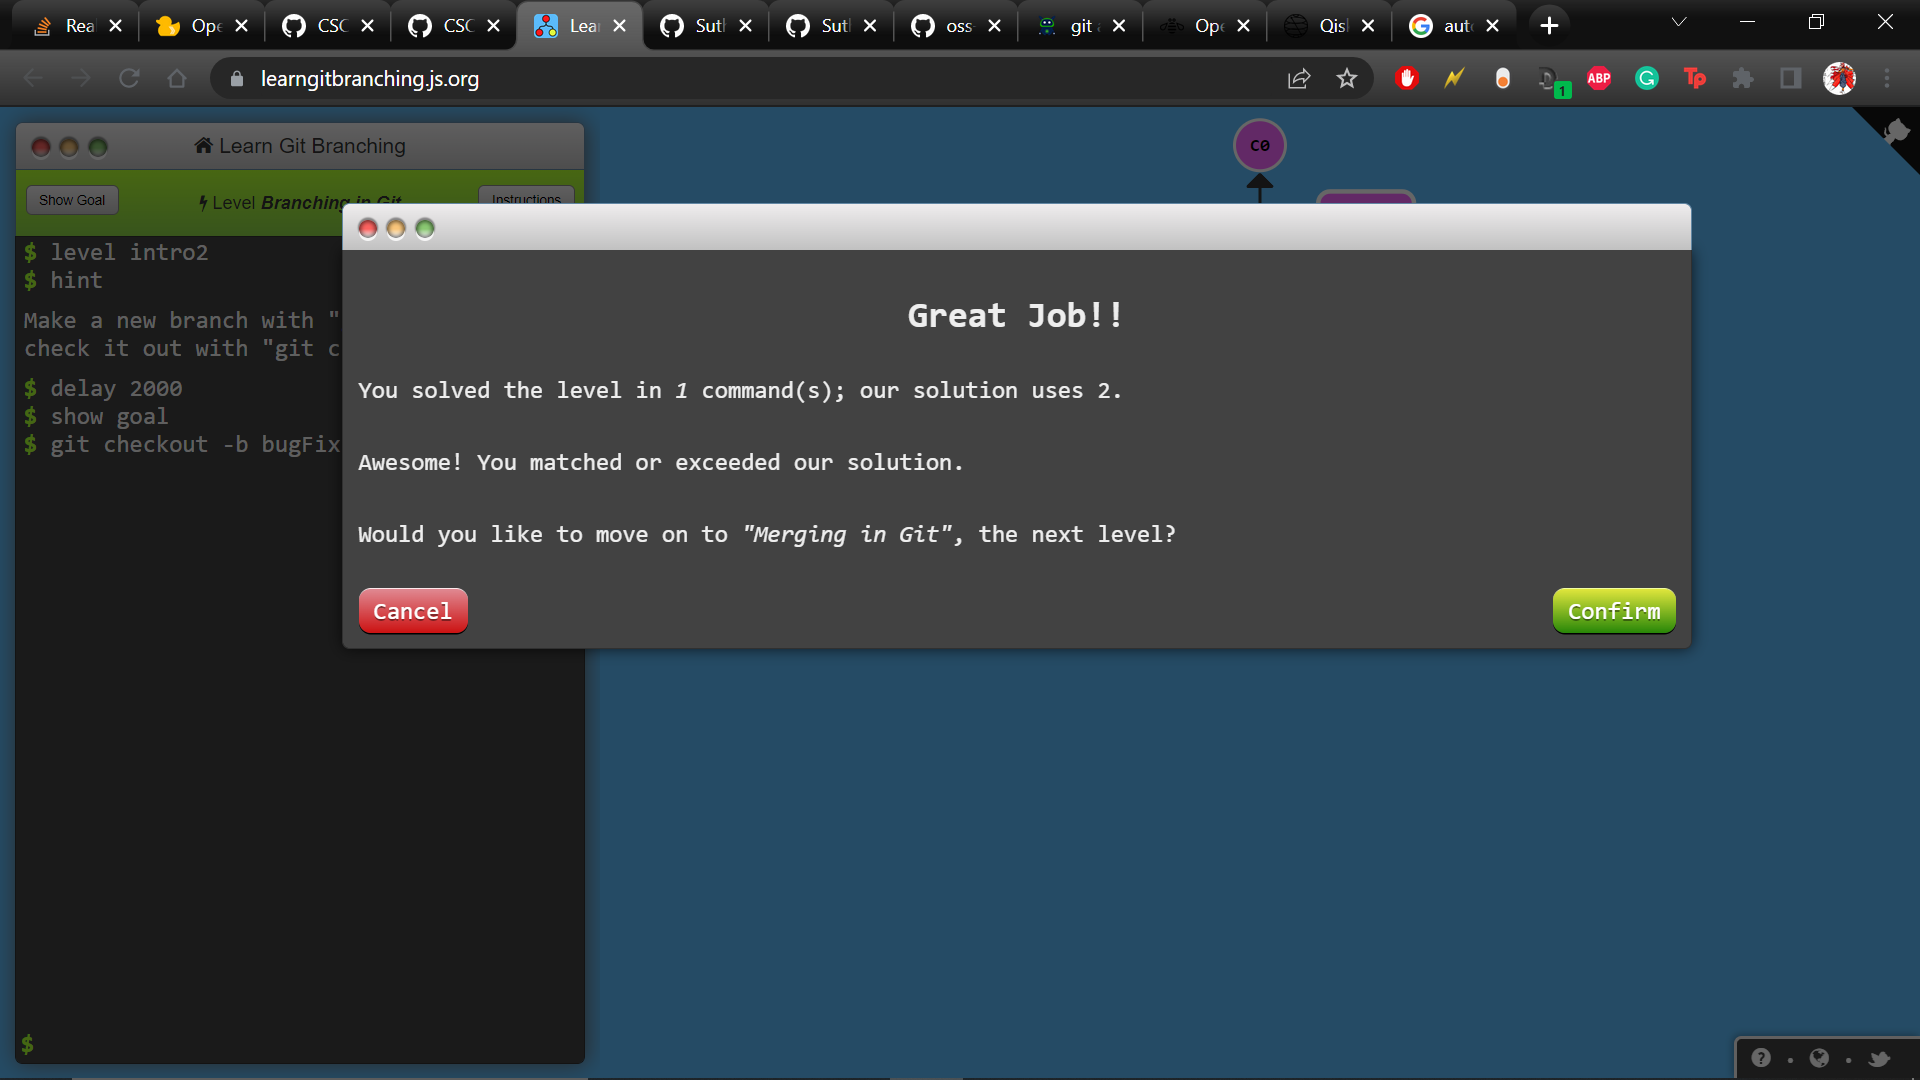 Rea
Ope
CSC
CSC
Lear
Sutl
Sutl
oss-
git a
Ope
Qisl
auto
learngitbranching.js.org
1
ABP
G
Tp
Learn Git Branching
Show Goal
Level Branching in Git
Instructions
$ level intro2
$ hint
Make a new branch with "
check it out with "git c
$ delay 2000
$ show goal
$ git checkout -b bugFix
$
C0
Great Job!!
You solved the level in 1 command(s); our solution uses 2.
Awesome! You matched or exceeded our solution.
Would you like to move on to "Merging in Git", the next level?
Cancel
Confirm